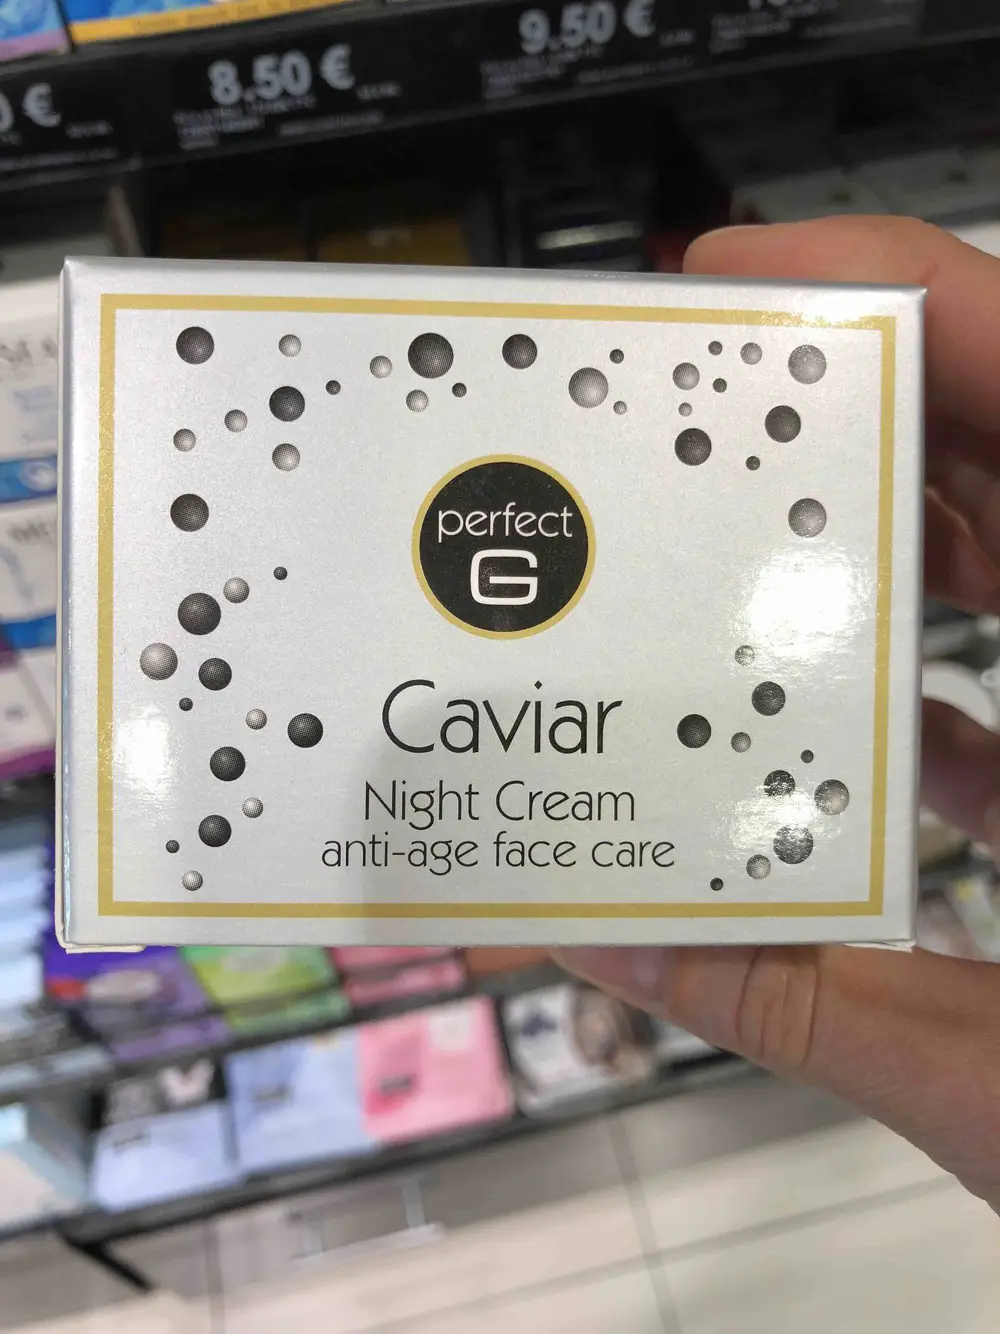 8.50 €
9.50 €
€
perfect
G
Caviar
Night Cream
anti-age face care